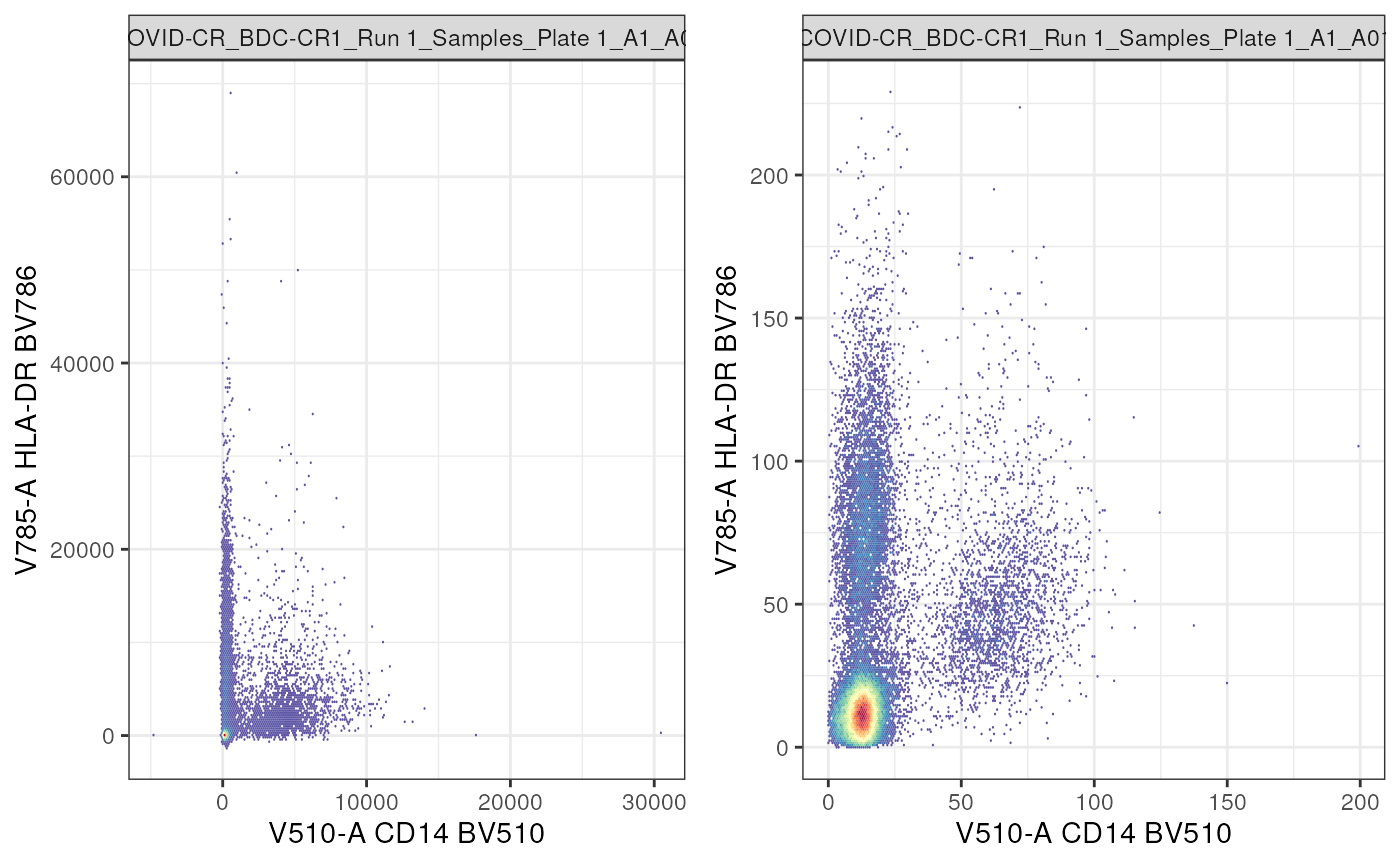 OVID-CR_BDC-CR1_Run 1_Samples_Plate 1_A1_A0
60000
40000
20000
0
V785-A HLA-DR BV786
0 10000 20000 30000
V510-A CD14 BV510
COVID-CR_BDC-CR1_Run 1_Samples_Plate 1_A1_A01
200
150
100
50
0
V785-A HLA-DR BV786
0 50 100 150 200
V510-A CD14 BV510